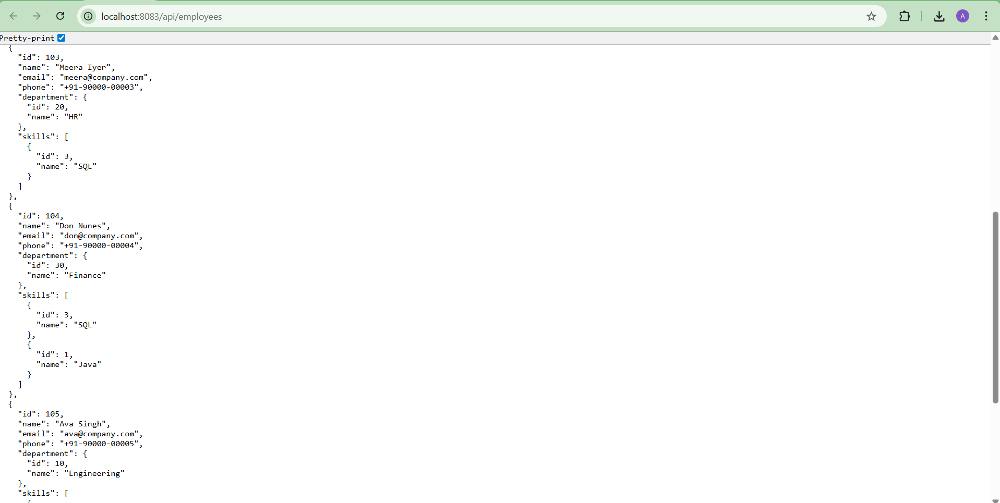 localhost:8083/api/employees
A
Pretty-print
{
"id": 103,
"name": "Meera Iyer",
"email": "meera@company.com",
"phone": "+91-90000-00003",
"department": {
"id": 20,
"name": "HR"
},
"skills": [
{
"id": 3,
"name": "SQL"
}
]
},
{
"id": 104,
"name": "Don Nunes",
"email": "don@company.com",
"phone": "+91-90000-00004",
"department": {
"id": 30,
"name": "Finance"
},
"skills": [
{
"id": 3,
"name": "SQL"
},
{
"id": 1,
"name": "Java"
}
]
},
{
"id": 105,
"name": "Ava Singh",
"email": "ava@company.com",
"phone": "+91-90000-00005",
"department": {
"id": 10,
"name": "Engineering"
},
"skills": [
{